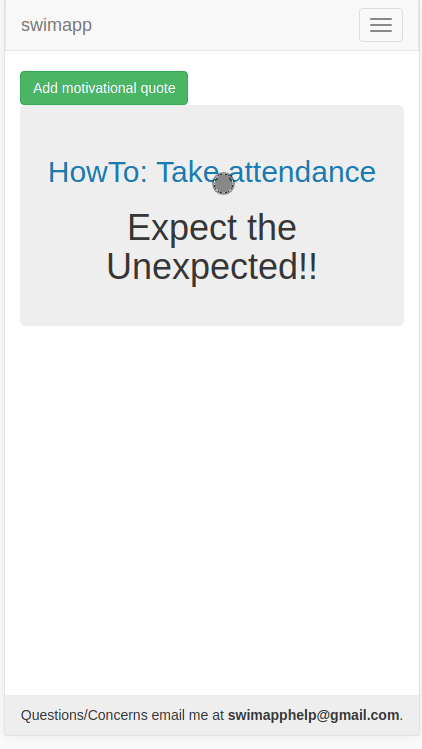 swimapp
Add motivational quote
HowTo: Take attendance
Expect the
Unexpected!!
Questions/Concerns email me at swimapphelp@gmail.com.